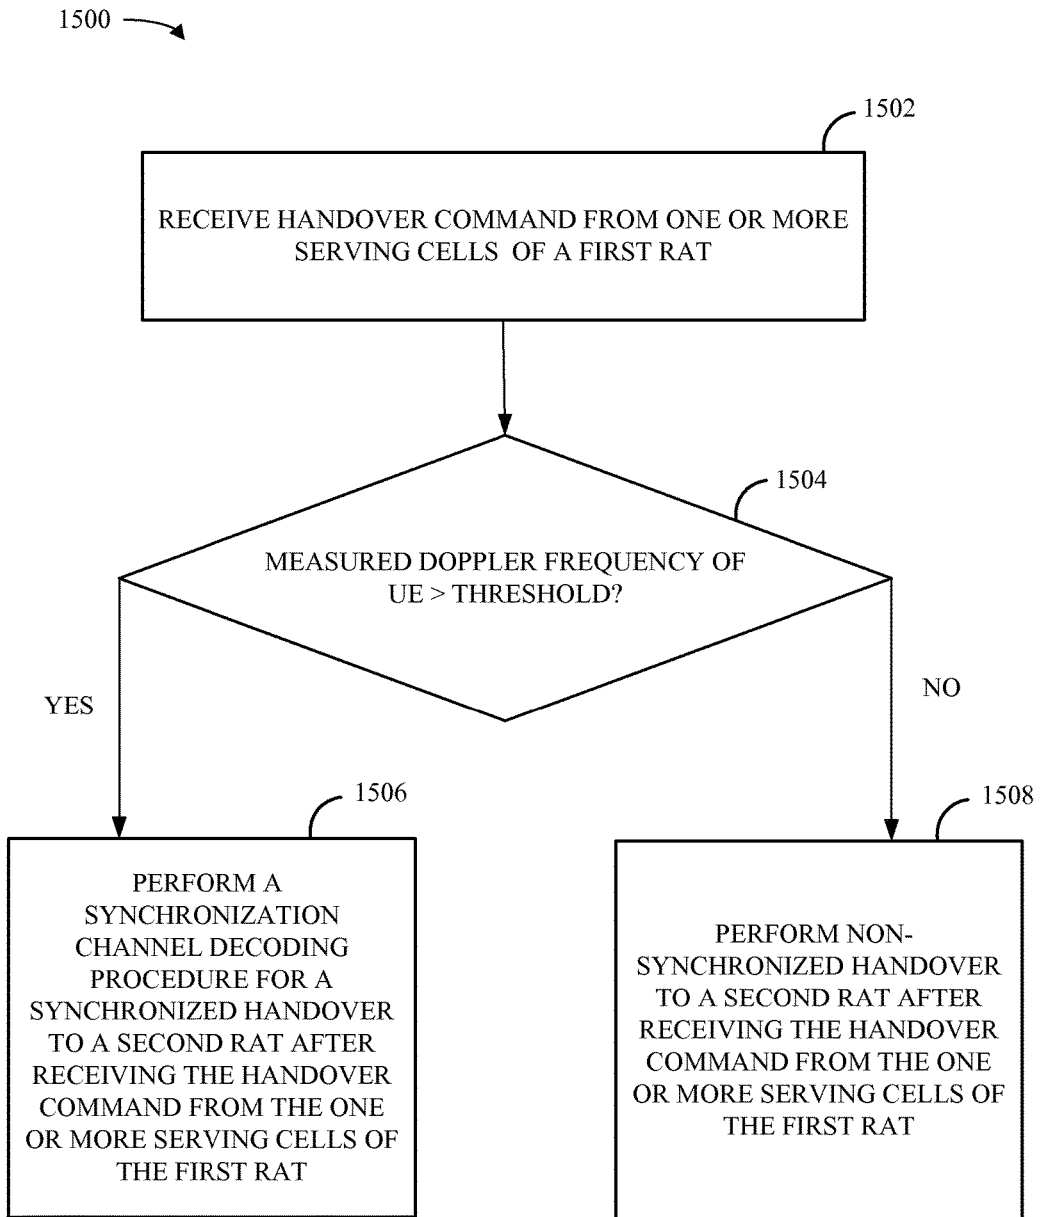 1500
1502
RECEIVE HANDOVER COMMAND FROM ONE OR MORE
SERVING CELLS OF A FIRST RAT
1504
MEASURED DOPPLER FREQUENCY OF
UE > THRESHOLD?
YES
NO
1506
PERFORM A
SYNCHRONIZATION
CHANNEL DECODING
PROCEDURE FOR A
SYNCHRONIZED HANDOVER
TO A SECOND RAT AFTER
RECEIVING THE HANDOVER
COMMAND FROM THE ONE
OR MORE SERVING CELLS OF
THE FIRST RAT
1508
PERFORM NON-
SYNCHRONIZED HANDOVER
TO A SECOND RAT AFTER
RECEIVING THE HANDOVER
COMMAND FROM THE ONE
OR MORE SERVING CELLS OF
THE FIRST RAT